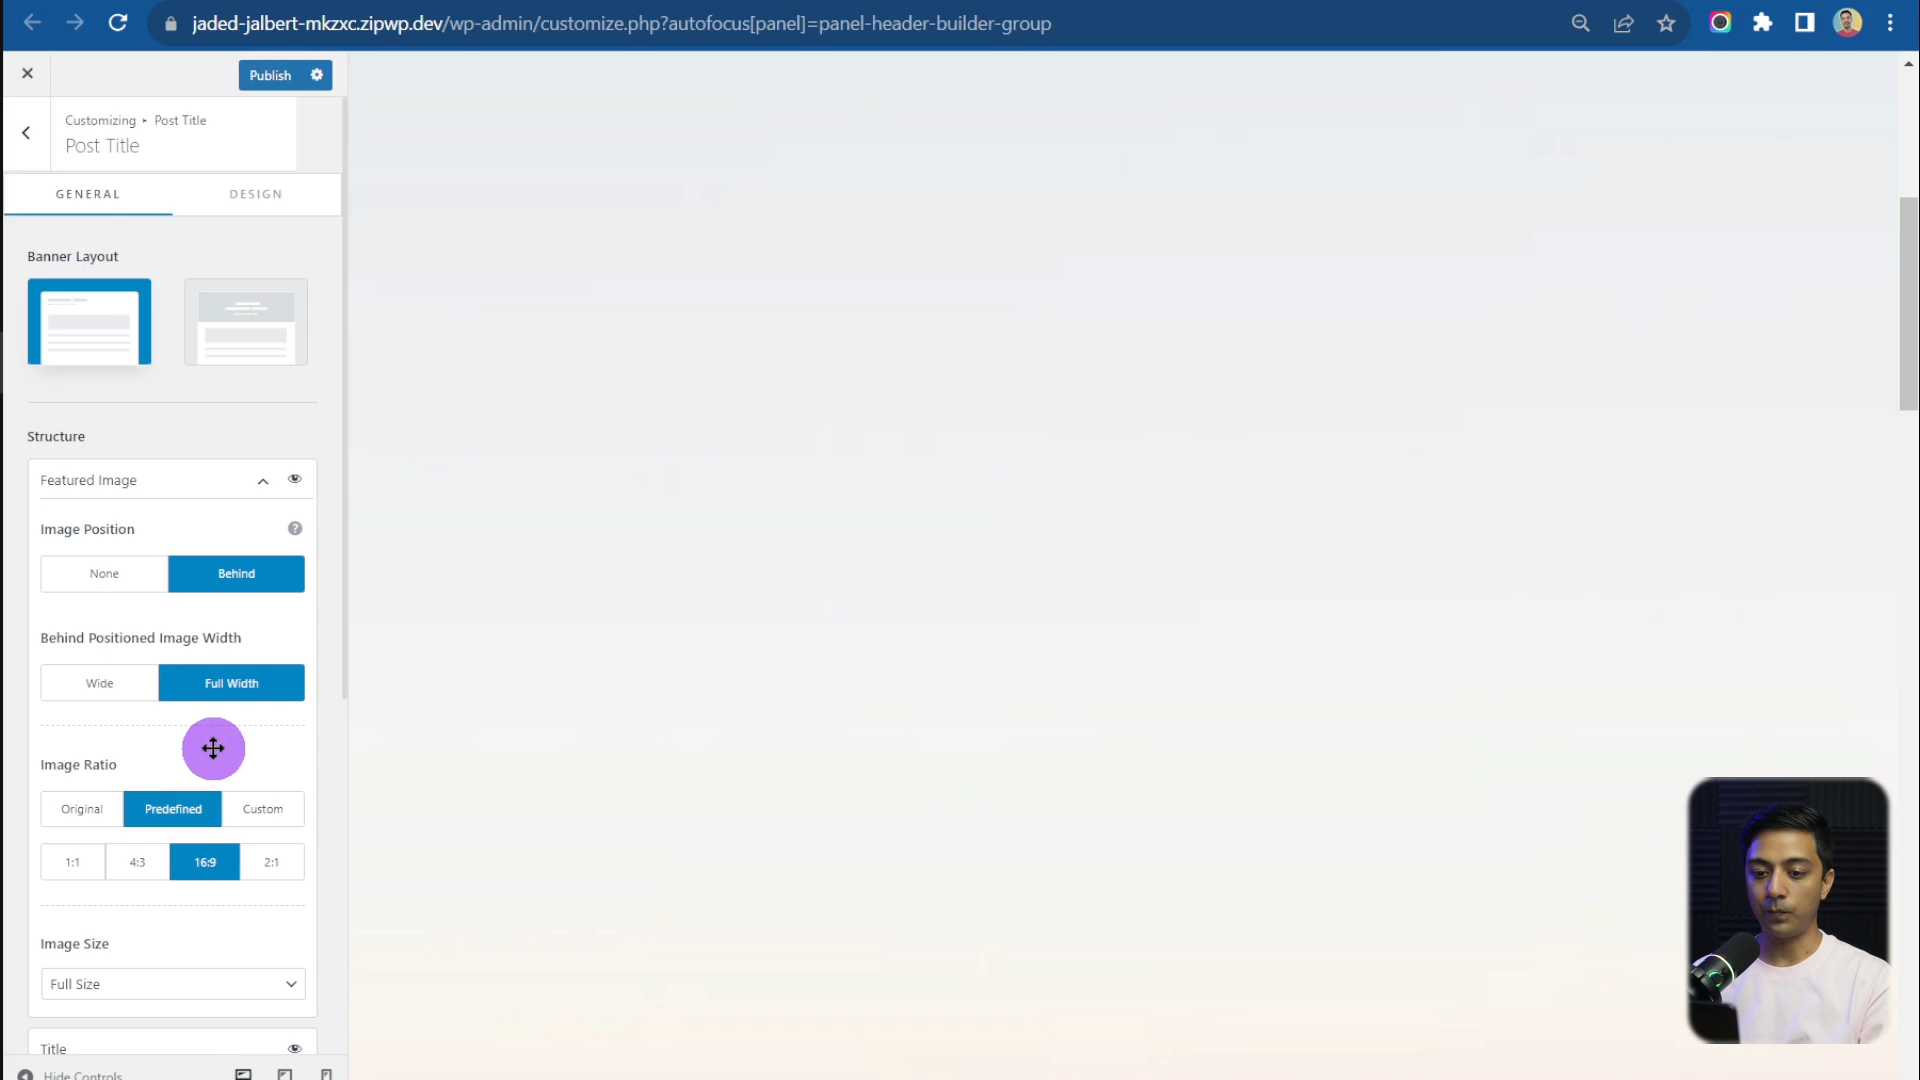 jaded-jalbert-mkzxc.zipwp.dev/wp-admin/customize.php?autofocus[panel]=panel-header-builder-group
Publish
Customizing ▸ Post Title
Post Title
GENERAL DESIGN
Banner Layout
Structure
Featured Image
Image Position ?
None Behind
Behind Positioned Image Width
Wide Full Width
Image Ratio
Original Predefined Custom
1:1 4:3 16:9 2:1
Image Size
Full Size
Title
Hide Controls